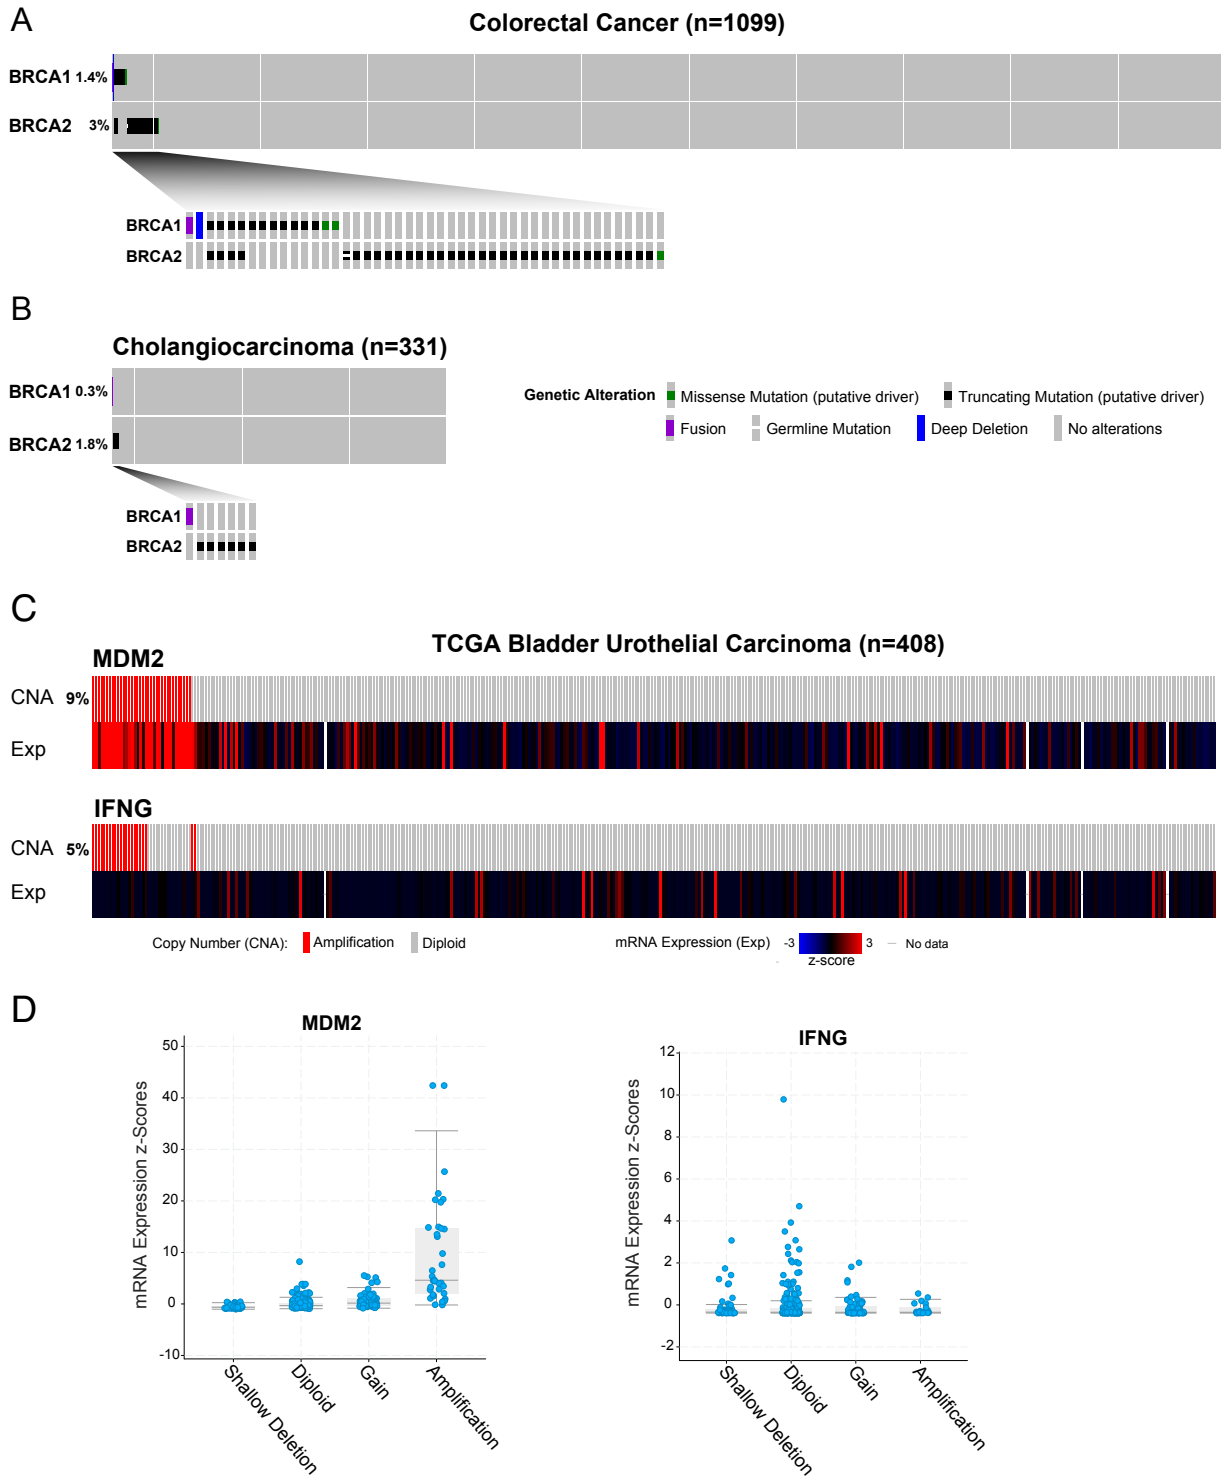 A
Colorectal Cancer (n=1099)
BRCA1 1.4%
BRCA2 3%
BRCA1
BRCA2
B
Cholangiocarcinoma (n=331)
BRCA1 0.3%
BRCA2 1.8%
Genetic Alteration Missense Mutation (putative driver) Truncating Mutation (putative driver)
Fusion Germline Mutation Deep Deletion No alterations
BRCA1
BRCA2
C
TCGA Bladder Urothelial Carcinoma (n=408)
MDM2
CNA 9%
Exp
IFNG
CNA 5%
Exp
Copy Number (CNA): Amplification Diploid mRNA Expression (Exp) -3 3 No data
z-score
D
MDM2
mRNA Expression z-Scores
50
40
30
20
10
0
-10
Shallow Deletion
Diploid
Gain
Amplification
IFNG
mRNA Expression z-Scores
12
10
8
6
4
2
0
-2
Shallow Deletion
Diploid
Gain
Amplification